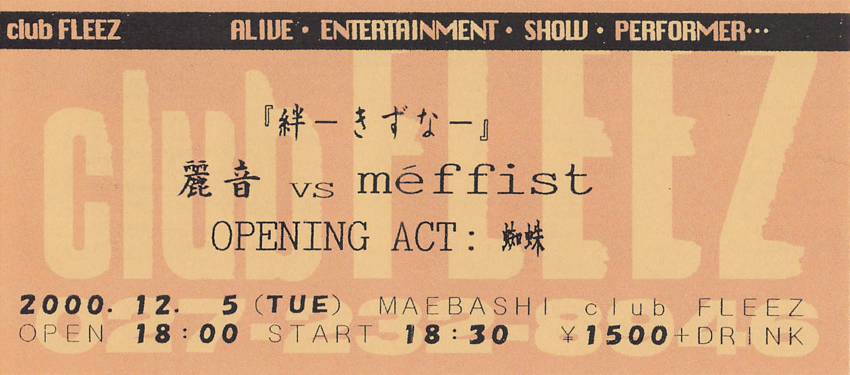 club FLEEZ ALIVE・ENTERTAINMENT・SHOW・PERFORMER…
club FLEEZ
『絆ーきずなー』
麗音 vs méffist
OPENING ACT: 蜘蛛
2000. 12. 5 (TUE) MAEBASHI club FLEEZ
OPEN 18:00 START 18:30 ¥1500+DRINK